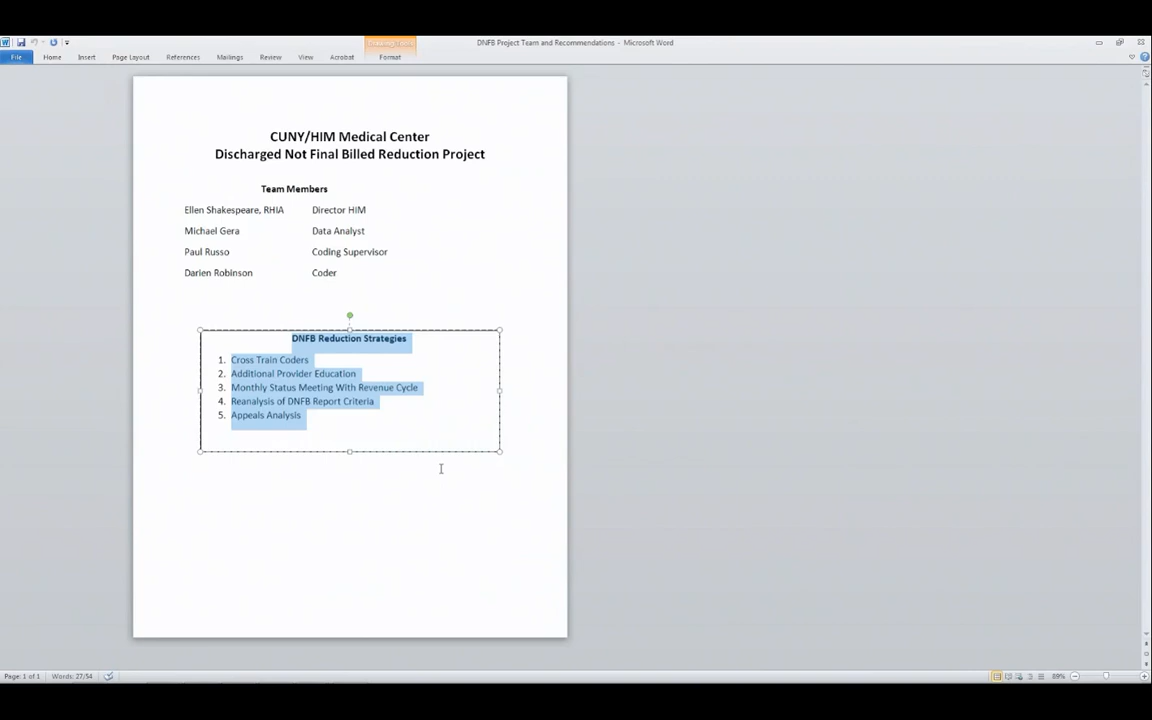 DNFB Project Team and Recommendations - Microsoft Word
File Home Insert Page Layout References Mailings Review View Acrobat Format
CUNY/HIM Medical Center
Discharged Not Final Billed Reduction Project
Team Members
Ellen Shakespeare, RHIA Director HIM
Michael Gera Data Analyst
Paul Russo Coding Supervisor
Darien Robinson Coder
DNFB Reduction Strategies
1. Cross Train Coders
2. Additional Provider Education
3. Monthly Status Meeting With Revenue Cycle
4. Reanalysis of DNFB Report Criteria
5. Appeals Analysis
Page: 1 of 1 Words: 27/54 89%